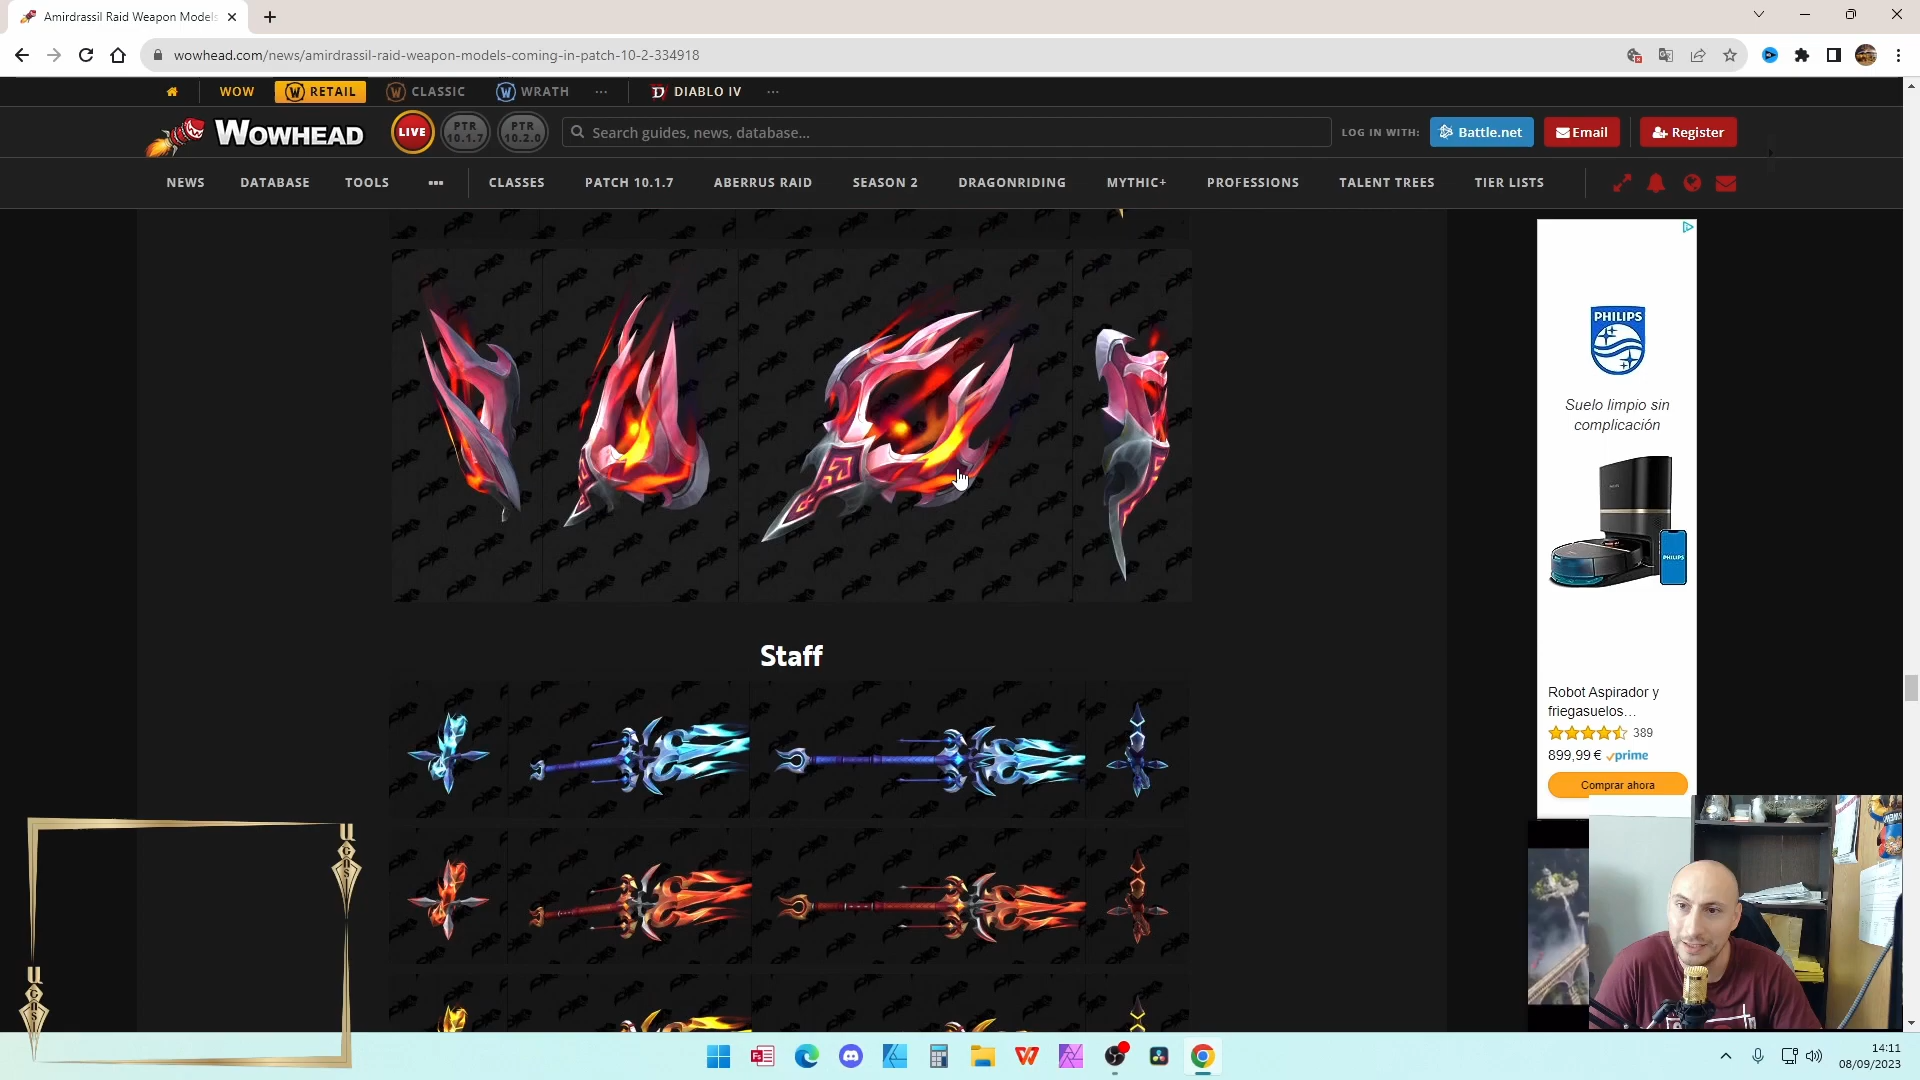 Amirdrassil Raid Weapon Models
wowhead.com/news/amirdrassil-raid-weapon-models-coming-in-patch-10-2-334918
WOW
RETAIL
CLASSIC
WRATH
DIABLO IV
WOWHEAD
LIVE
PTR
10.1.7
PTR
10.2.0
Search guides, news, database...
LOG IN WITH:
Battle.net
Email
Register
NEWS
DATABASE
TOOLS
CLASSES
PATCH 10.1.7
ABERRUS RAID
SEASON 2
DRAGONRIDING
MYTHIC+
PROFESSIONS
TALENT TREES
TIER LISTS
PHILIPS
Suelo limpio sin
complicación
PHILIPS
Robot Aspirador y
friegasuelos…
389
899,99 € prime
Comprar ahora
Staff
14:11
08/09/2023